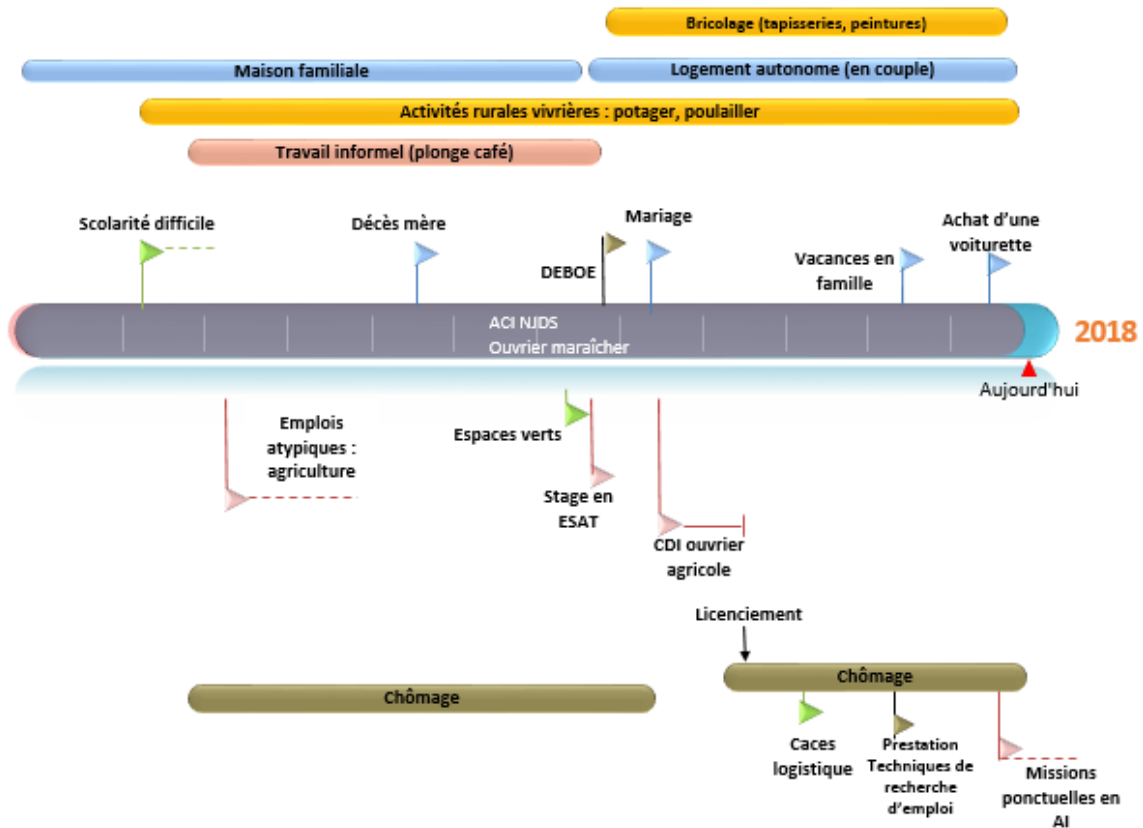 Bricolage (tapisseries, peintures)
Maison familiale
Logement autonome (en couple)
Activités rurales vivrières : potager, poulailler
Travail informel (plonge café)
Scolarité difficile
Décès mère
DEBOE
Mariage
Vacances en
famille
Achat d'une
voiturette
ACI NJDS
Ouvrier maraîcher
2018
Aujourd'hui
Emplois
atypiques :
agriculture
Espaces verts
Stage en
ESAT
CDI ouvrier
agricole
Licenciement
Chômage
Chômage
Caces
logistique
Prestation
Techniques de
recherche
d'emploi
Missions
ponctuelles en
AI